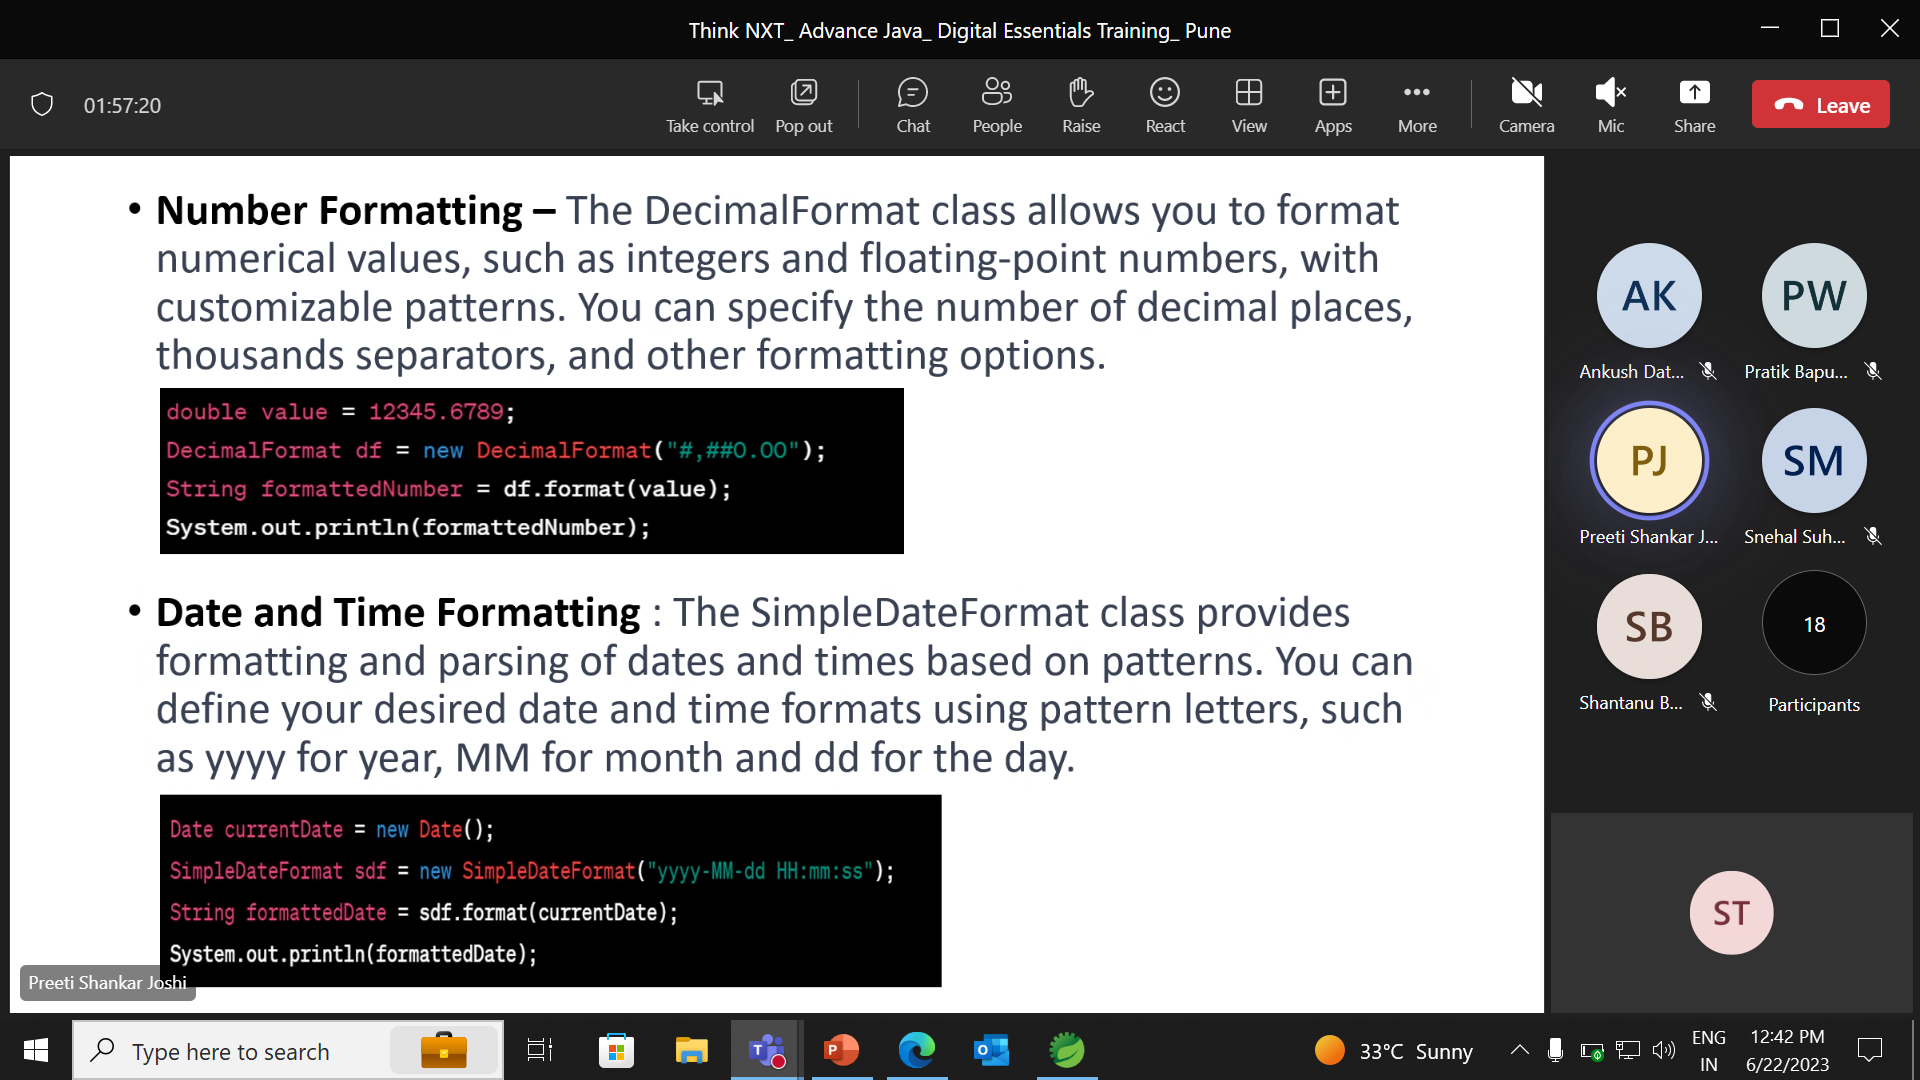 Think NXT_ Advance Java_ Digital Essentials Training_ Pune
01:57:20
Take control
Pop out
Chat
People
Raise
React
View
Apps
More
Camera
Mic
Share
Leave
• Number Formatting – The DecimalFormat class allows you to format
numerical values, such as integers and floating-point numbers, with
customizable patterns. You can specify the number of decimal places,
thousands separators, and other formatting options.
double value = 12345.6789;
DecimalFormat df = new DecimalFormat("#,##0.00");
String formattedNumber = df.format(value);
System.out.println(formattedNumber);
• Date and Time Formatting : The SimpleDateFormat class provides
formatting and parsing of dates and times based on patterns. You can
define your desired date and time formats using pattern letters, such
as yyyy for year, MM for month and dd for the day.
Date currentDate = new Date();
SimpleDateFormat sdf = new SimpleDateFormat("yyyy-MM-dd HH:mm:ss");
String formattedDate = sdf.format(currentDate);
System.out.println(formattedDate);
Preeti Shankar Joshi
AK
Ankush Dat...
PW
Pratik Bapu...
PJ
Preeti Shankar J...
SM
Snehal Suh...
SB
Shantanu B...
18
Participants
ST
Type here to search
T
P
O
33°C Sunny
ENG
IN
12:42 PM
6/22/2023